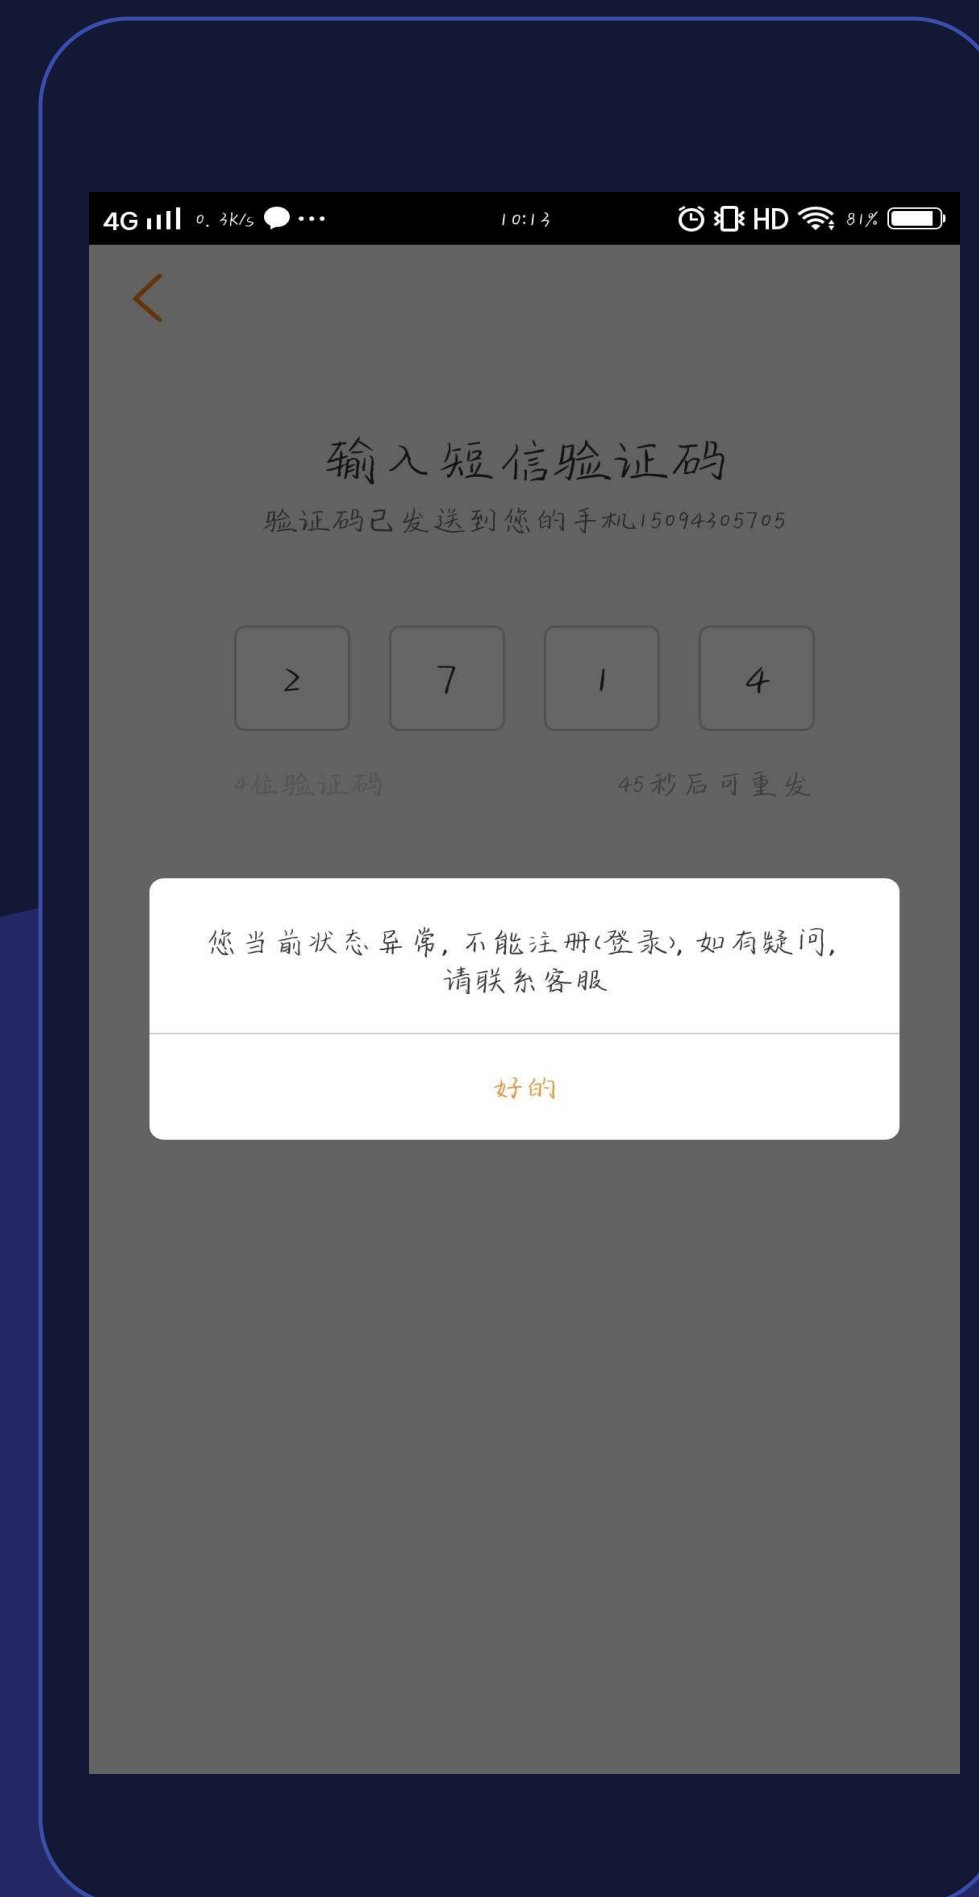 4G 0.3K/s ··· 10:13 HD 81%
输入短信验证码
验证码已发送到您的手机15094305705
2 7 1 4
4位验证码 45秒后可重发
您当前状态异常,不能注册(登录),如有疑问,
请联系客服
好的